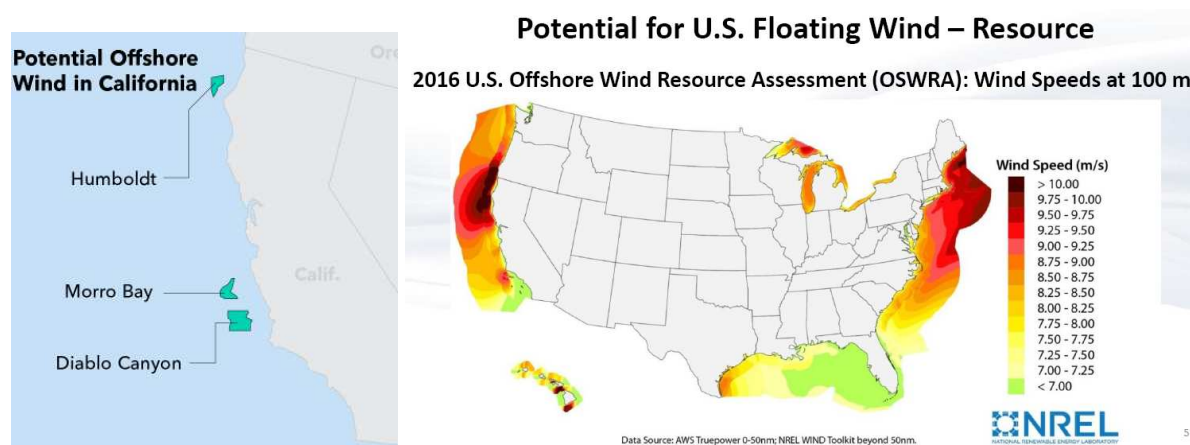 Potential Offshore
Wind in California
Humboldt
Morro Bay
Calif.
Diablo Canyon
Potential for U.S. Floating Wind – Resource
2016 U.S. Offshore Wind Resource Assessment (OSWRA): Wind Speeds at 100 m
Wind Speed (m/s)
> 10.00
9.75 - 10.00
9.50 - 9.75
9.25 - 9.50
9.00 - 9.25
8.75 - 9.00
8.50 - 8.75
8.25 - 8.50
8.00 - 8.25
7.75 - 8.00
7.50 - 7.75
7.25 - 7.50
7.00 - 7.25
< 7.00
NREL
NATIONAL RENEWABLE ENERGY LABORATORY
Data Source: AWS Truepower 0-50nm; NREL WIND Toolkit beyond 50nm.
5